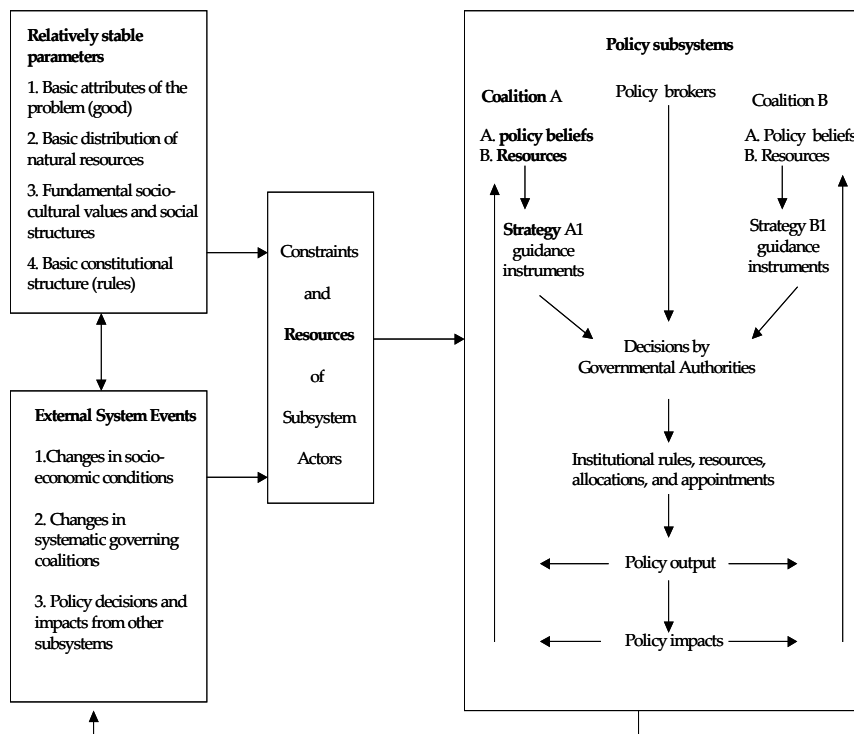 Relatively stable
parameters
1. Basic attributes of the
problem (good)
2. Basic distribution of
natural resources
3. Fundamental socio-
cultural values and social
structures
4. Basic constitutional
structure (rules)
External System Events
1.Changes in socio-
economic conditions
2. Changes in
systematic governing
coalitions
3. Policy decisions and
impacts from other
subsystems
Constraints
and
Resources
of
Subsystem
Actors
Policy subsystems
Coalition A
A. policy beliefs
B. Resources
Strategy A1
guidance
instruments
Policy brokers
Coalition B
A. Policy beliefs
B. Resources
Strategy B1
guidance
instruments
Decisions by
Governmental Authorities
Institutional rules, resources,
allocations, and appointments
Policy output
Policy impacts